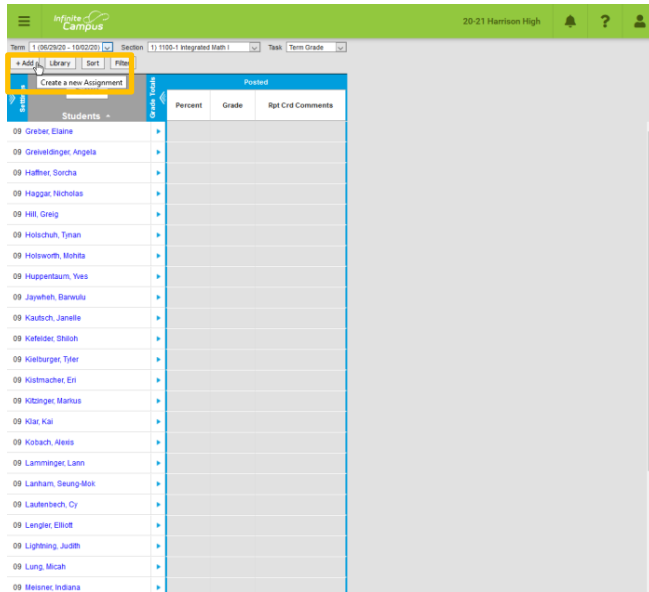 Infinite Campus
20-21 Harrison High
?
Term 1 (06/29/20 - 10/02/20) Section 1) 1100-1 Integrated Math I Task Term Grade
+ Add Library Sort Filter
Create a new Assignment
Grade Totals
Posted
Percent Grade Rpt Crd Comments
Students
09 Greber, Elaine
09 Greiveldinger, Angela
09 Haffner, Sorcha
09 Haggar, Nicholas
09 Hill, Greig
09 Holschuh, Tynan
09 Holsworth, Mohita
09 Huppentaum, Yves
09 Jaywheh, Barwulu
09 Kautsch, Janelle
09 Kefelder, Shiloh
09 Kielburger, Tyler
09 Kistmacher, Eri
09 Kitzinger, Markus
09 Klar, Kai
09 Kobach, Alexis
09 Lamminger, Lann
09 Lanham, Seung-Mok
09 Lautenbech, Cy
09 Lengler, Elliott
09 Lightning, Judith
09 Lung, Micah
09 Meisner, Indiana